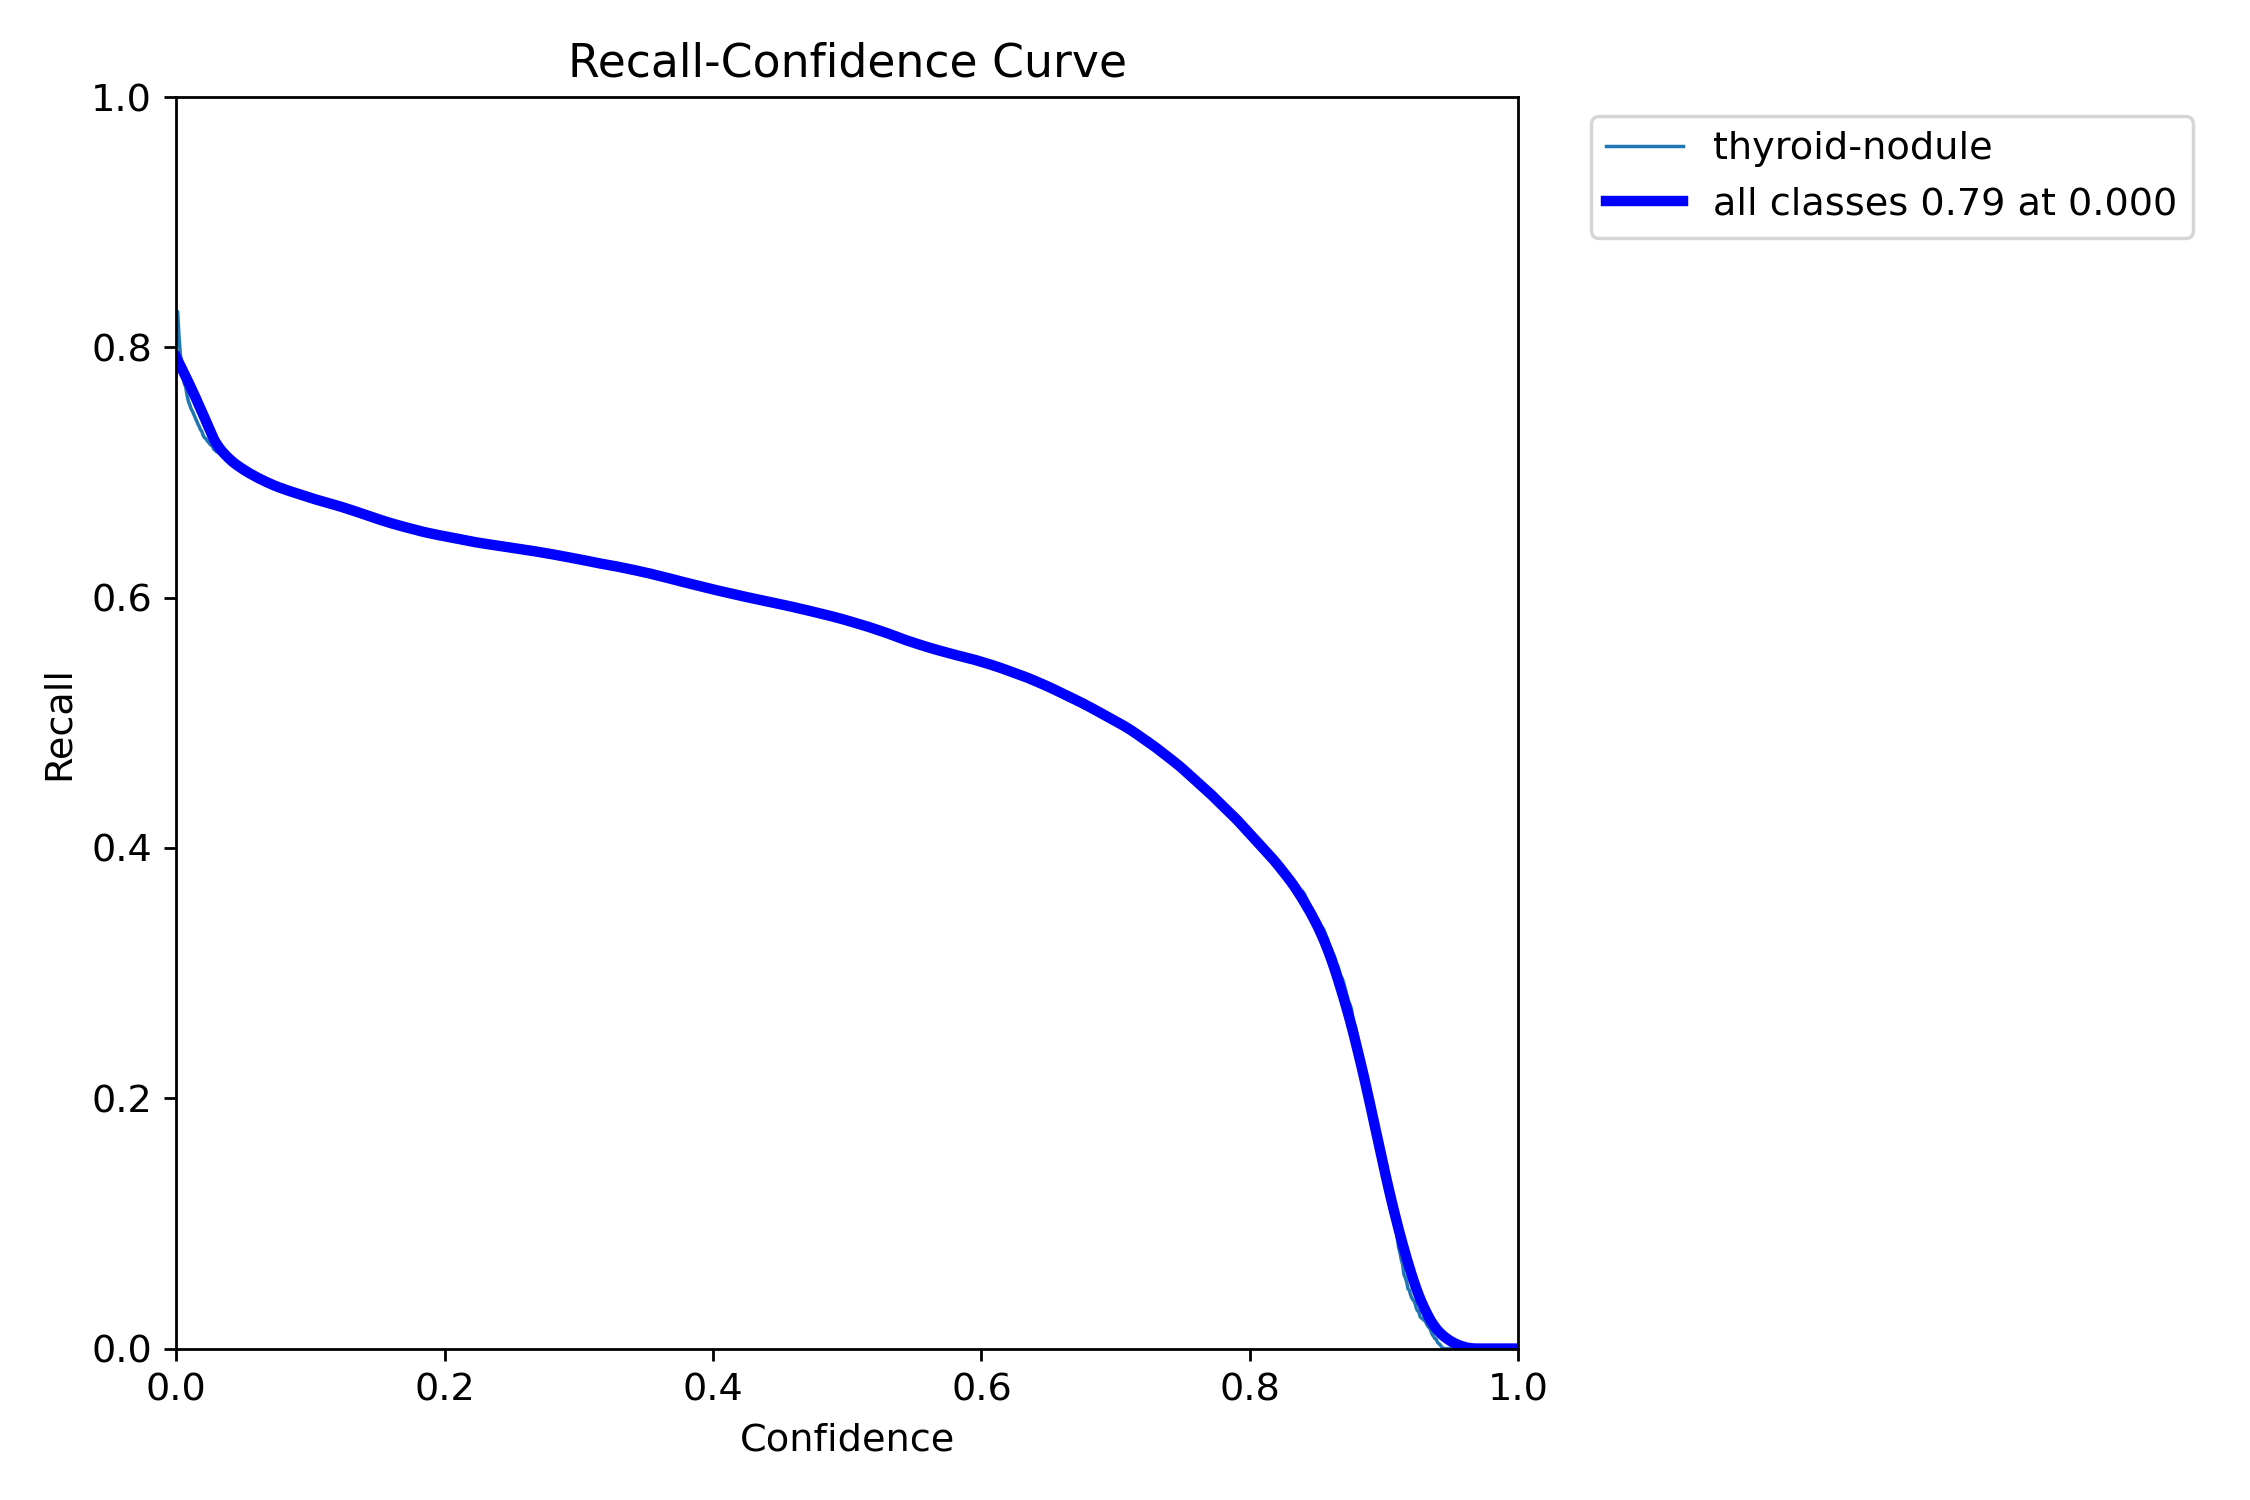 Recall-Confidence Curve
1.0
0.8
0.6
0.4
0.2
0.0
Recall
0.0 0.2 0.4 0.6 0.8 1.0
Confidence
thyroid-nodule
all classes 0.79 at 0.000